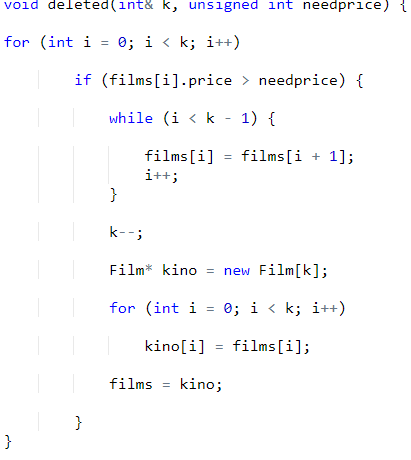 void deleted(int& k, unsigned int needprice) {
for (int i = 0; i < k; i++)
if (films[i].price > needprice) {
while (i < k - 1) {
films[i] = films[i + 1];
i++;
}
k--;
Film* kino = new Film[k];
for (int i = 0; i < k; i++)
kino[i] = films[i];
films = kino;
}
}